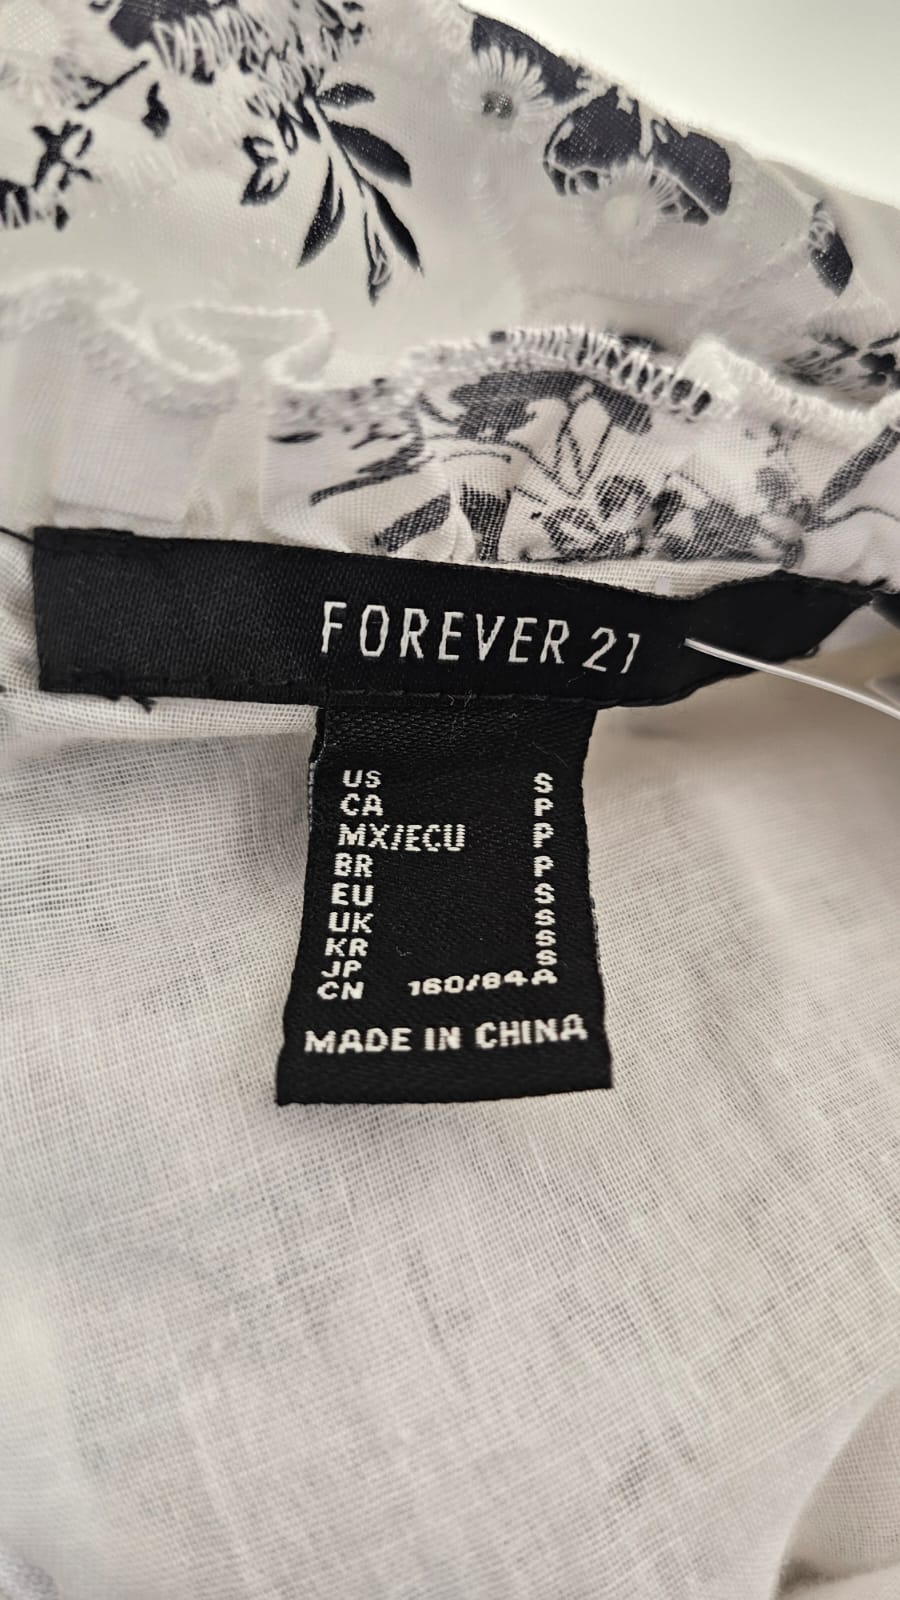 FOREVER 21
US S
CA P
MX/ECU P
BR P
EU S
UK S
KR S
JP S
CN 160/84A
MADE IN CHINA